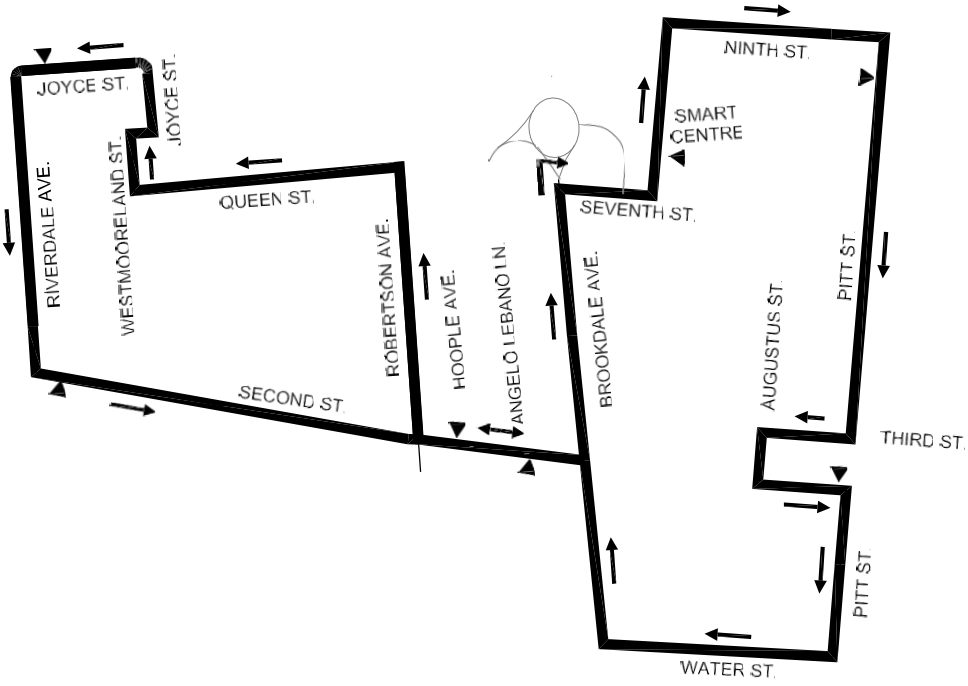 NINTH ST.
JOYCE ST.
JOYCE ST.
SMART
CENTRE
WESTMOORELAND ST.
RIVERDALE AVE.
QUEEN ST.
SEVENTH ST.
ROBERTSON AVE.
HOOPLE AVE.
ANGELO LEBANO LN.
BROOKDALE AVE.
AUGUSTUS ST.
PITT ST.
SECOND ST.
THIRD ST.
PITT ST.
WATER ST.